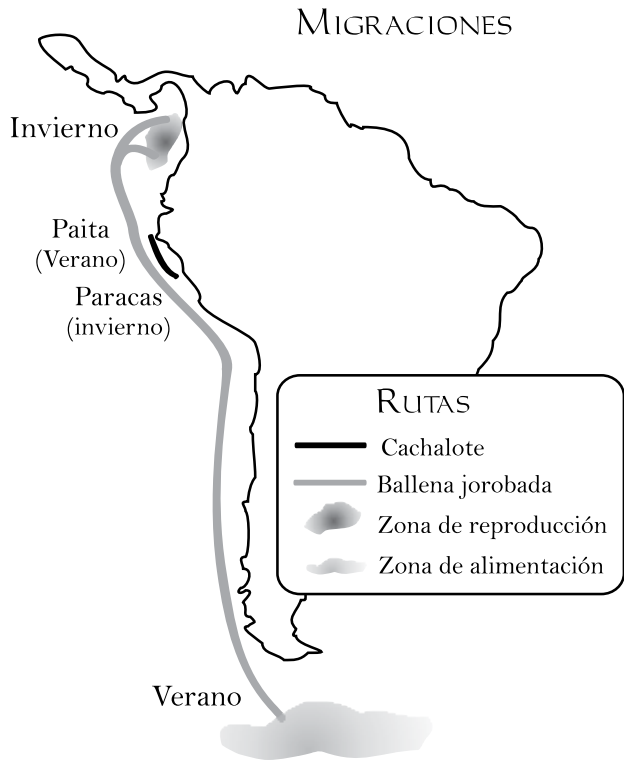 MIGRACIONES
Invierno
Paita
(Verano)
Paracas
(invierno)
RUTAS
Cachalote
Ballena jorobada
Zona de reproducción
Zona de alimentación
Verano